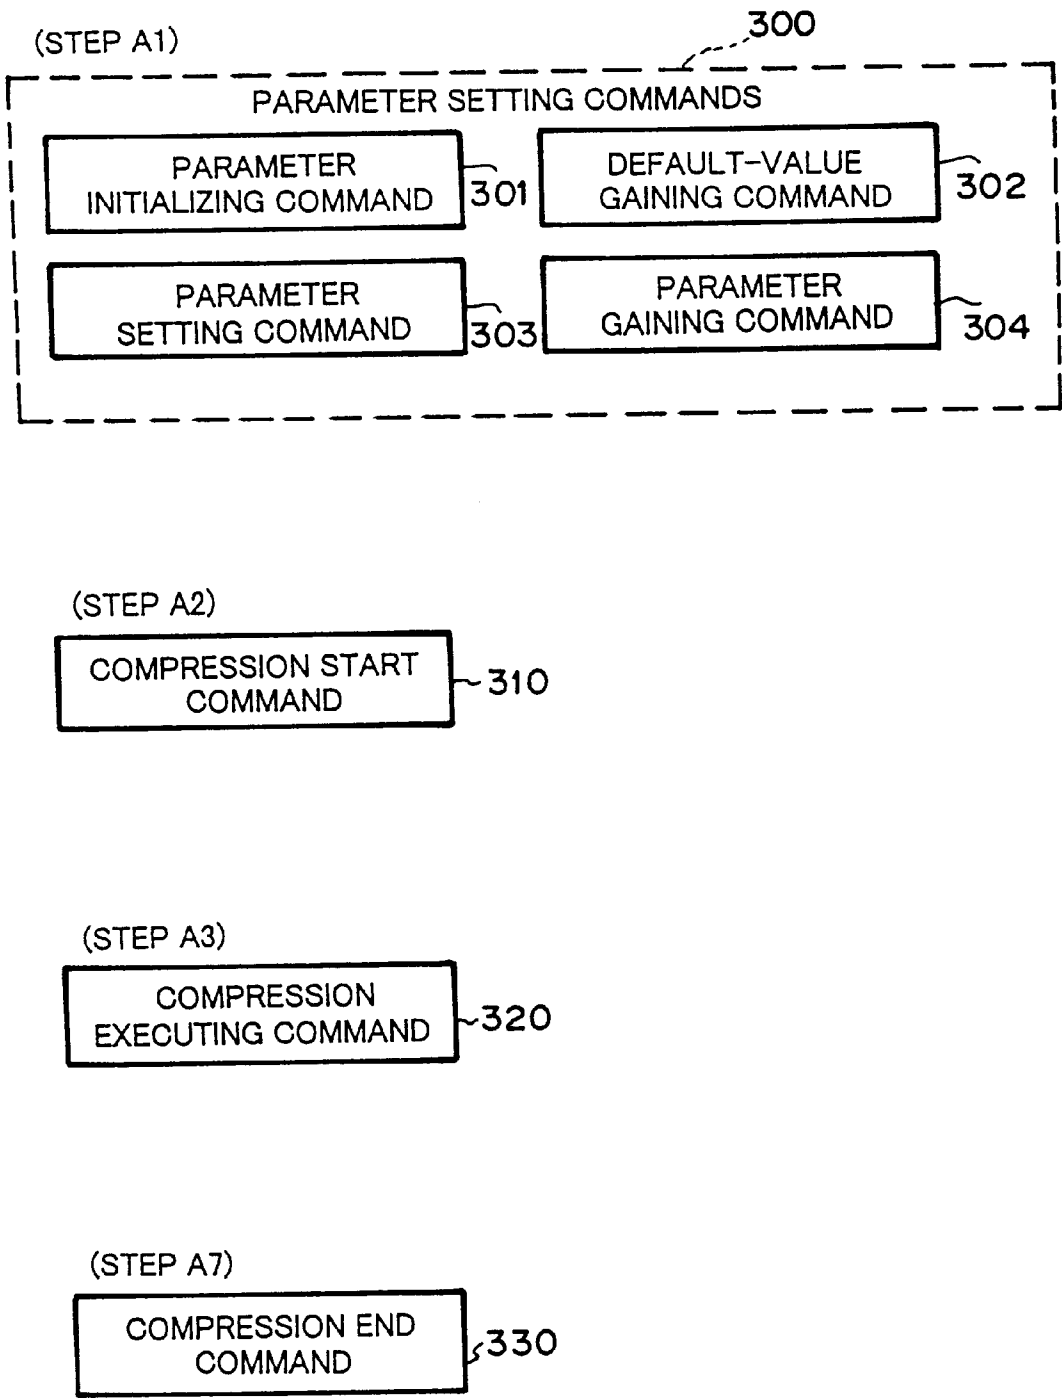 (STEP A1)
300
PARAMETER SETTING COMMANDS
PARAMETER
INITIALIZING COMMAND
301
DEFAULT-VALUE
GAINING COMMAND
302
PARAMETER
SETTING COMMAND
303
PARAMETER
GAINING COMMAND
304
(STEP A2)
COMPRESSION START
COMMAND
310
(STEP A3)
COMPRESSION
EXECUTING COMMAND
320
(STEP A7)
COMPRESSION END
COMMAND
330